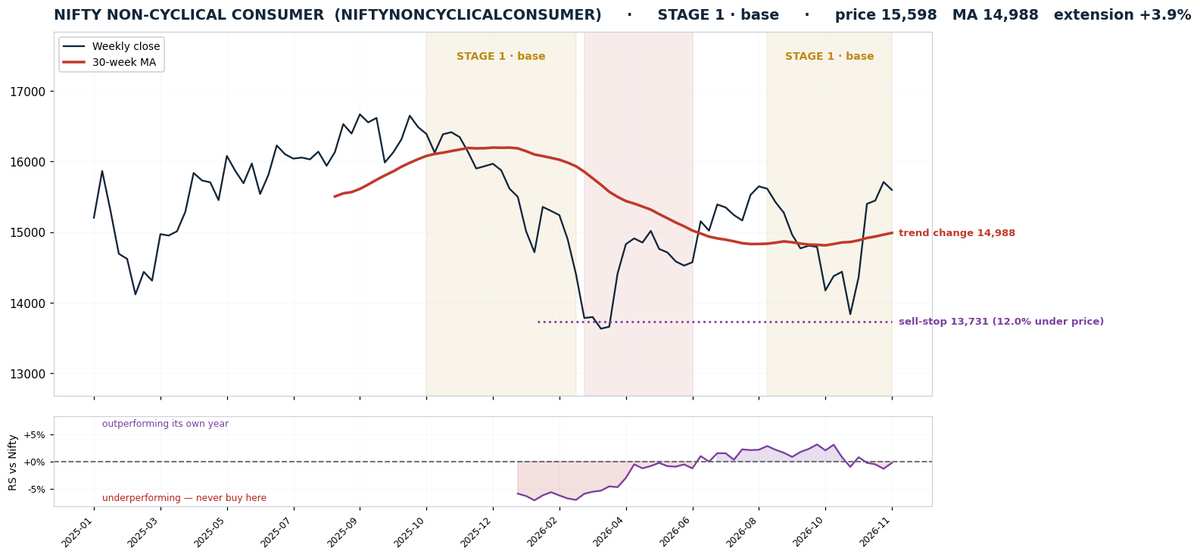 NIFTY NON-CYCLICAL CONSUMER (NIFTYNONCYCLICALCONSUMER) · STAGE 1 · base · price 15,598 MA 14,988 extension +3.9%
Weekly close
30-week MA
STAGE 1 · base
STAGE 1 · base
17000
16000
15000
14000
13000
trend change 14,988
sell-stop 13,731 (12.0% under price)
RS vs Nifty
+5%
+0%
-5%
outperforming its own year
underperforming — never buy here
2025-01
2025-03
2025-05
2025-07
2025-09
2025-10
2025-12
2026-02
2026-04
2026-06
2026-08
2026-10
2026-11